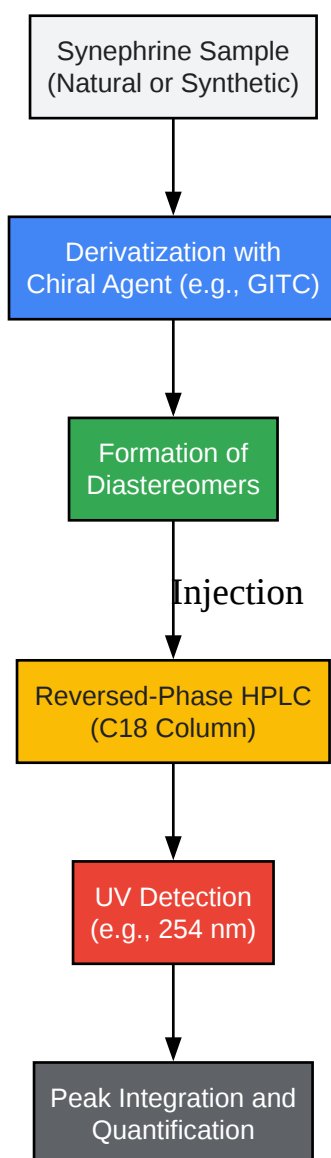 Synephrine Sample
(Natural or Synthetic)
Derivatization with
Chiral Agent (e.g., GITC)
Formation of
Diastereomers
Injection
Reversed-Phase HPLC
(C18 Column)
UV Detection
(e.g., 254 nm)
Peak Integration and
Quantification